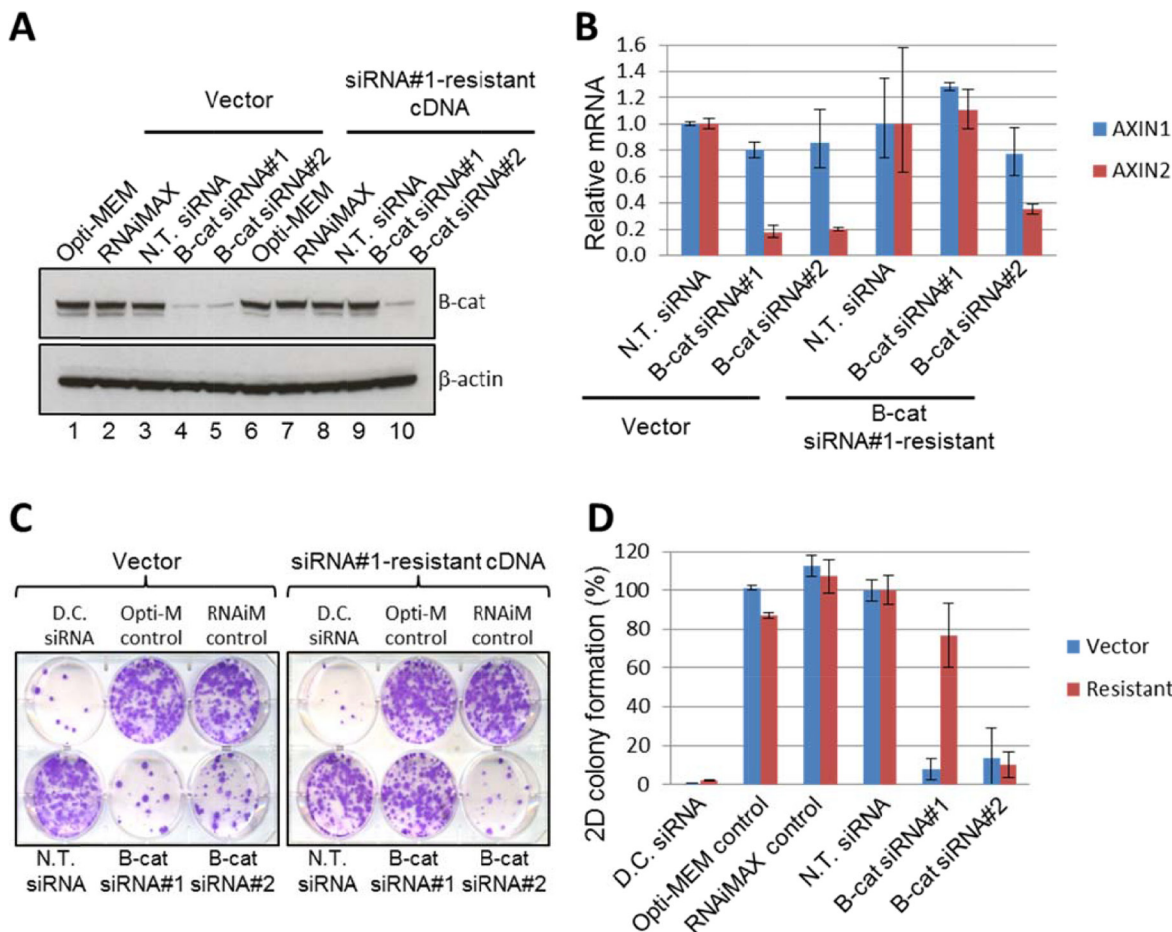 A
Vector
siRNA#1-resistant
cDNA
Opti-MEM
RNAiMAX
N.T. siRNA
B-cat siRNA#1
B-cat siRNA#2
Opti-MEM
RNAiMAX
N.T. siRNA
B-cat siRNA#1
B-cat siRNA#2
B-cat
β-actin
1 2 3 4 5 6 7 8 9 10
B
Relative mRNA
1.6
1.4
1.2
1.0
0.8
0.6
0.4
0.2
0.0
AXIN1
AXIN2
N.T. siRNA
B-cat siRNA#1
B-cat siRNA#2
N.T. siRNA
B-cat siRNA#1
B-cat siRNA#2
Vector
B-cat
siRNA#1-resistant
C
Vector
D.C. siRNA
Opti-M control
RNAiM control
N.T. siRNA
B-cat siRNA#1
B-cat siRNA#2
siRNA#1-resistant cDNA
D.C. siRNA
Opti-M control
RNAiM control
N.T. siRNA
B-cat siRNA#1
B-cat siRNA#2
D
2D colony formation (%)
120
100
80
60
40
20
0
Vector
Resistant
D.C. siRNA
Opti-MEM control
RNAiMAX control
N.T. siRNA
B-cat siRNA#1
B-cat siRNA#2